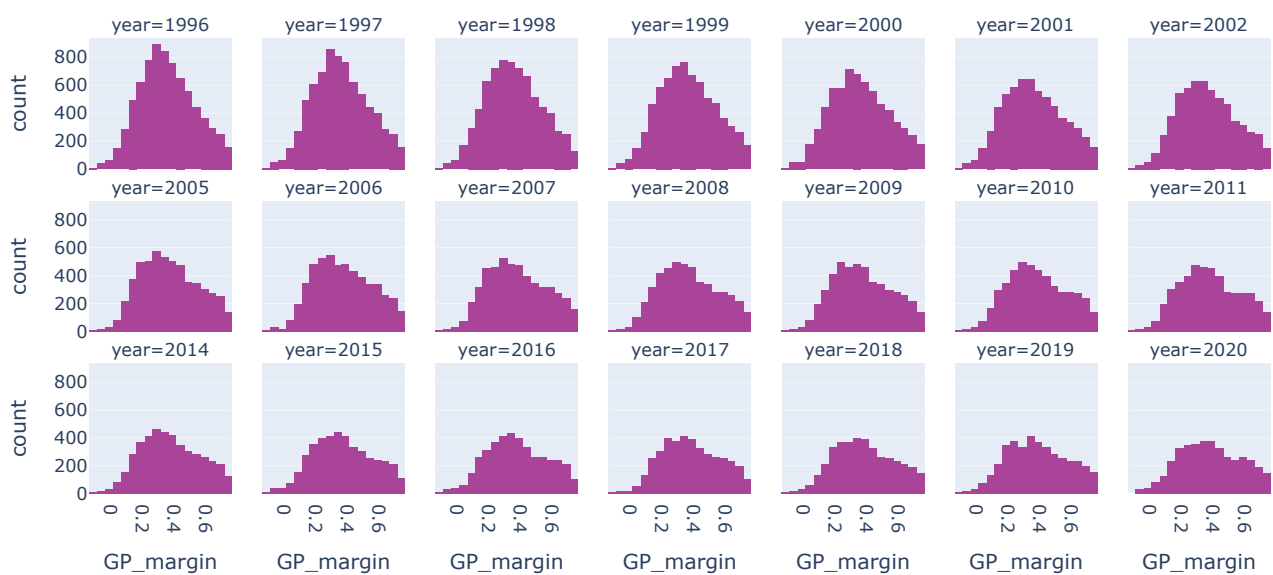 year=1996 year=1997 year=1998 year=1999 year=2000 year=2001 year=2002
800
600
400
200
0
count
year=2005 year=2006 year=2007 year=2008 year=2009 year=2010 year=2011
800
600
400
200
0
count
year=2014 year=2015 year=2016 year=2017 year=2018 year=2019 year=2020
800
600
400
200
0
count
0 0.2 0.4 0.6 0 0.2 0.4 0.6 0 0.2 0.4 0.6 0 0.2 0.4 0.6 0 0.2 0.4 0.6 0 0.2 0.4 0.6 0 0.2 0.4 0.6
GP_margin GP_margin GP_margin GP_margin GP_margin GP_margin GP_margin